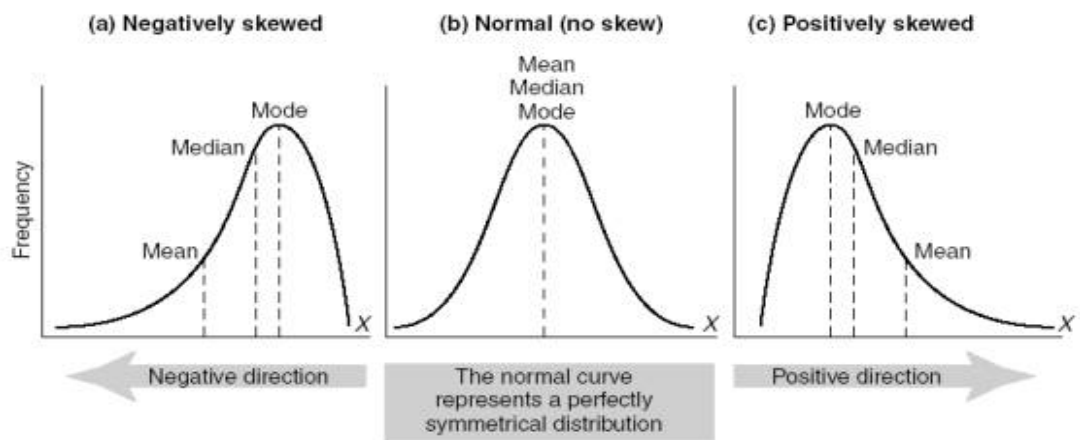 (a) Negatively skewed
(b) Normal (no skew)
(c) Positively skewed
Frequency
Mode
Median
Mean
X
Mean
Median
Mode
X
Mode
Median
Mean
X
Negative direction
The normal curve
represents a perfectly
symmetrical distribution
Positive direction